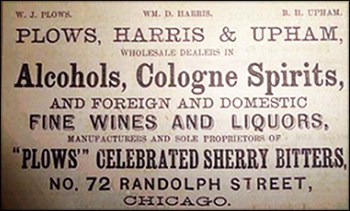 W. J. PLOWS. WM. D. HARRIS. B. H. UPHAM.
PLOWS, HARRIS & UPHAM,
WHOLESALE DEALERS IN
Alcohols, Cologne Spirits,
AND FOREIGN AND DOMESTIC
FINE WINES AND LIQUORS,
MANUFACTURERS AND SOLE PROPRIETORS OF
"PLOWS'" CELEBRATED SHERRY BITTERS,
NO. 72 RANDOLPH STREET,
CHICAGO.